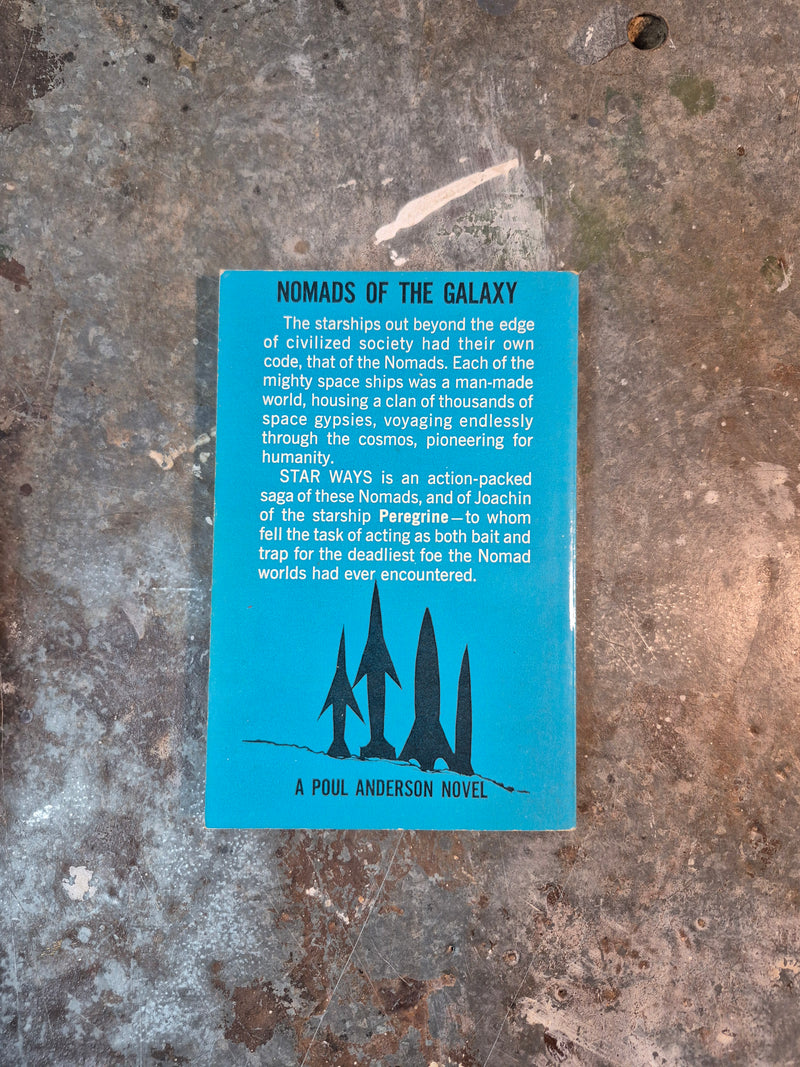 NOMADS OF THE GALAXY
The starships out beyond the edge
of civilized society had their own
code, that of the Nomads. Each of the
mighty space ships was a man-made
world, housing a clan of thousands of
space gypsies, voyaging endlessly
through the cosmos, pioneering for
humanity.
STAR WAYS is an action-packed
saga of these Nomads, and of Joachin
of the starship Peregrine—to whom
fell the task of acting as both bait and
trap for the deadliest foe the Nomad
worlds had ever encountered.
A POUL ANDERSON NOVEL